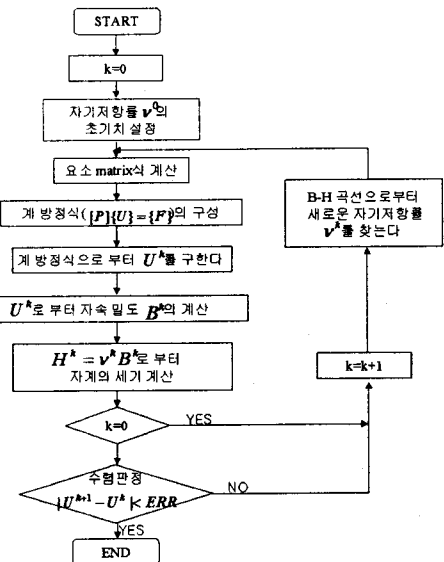 START
k=0
자기저항률 ν⁰의
초기치 설정
요소 matrix식 계산
계 방정식([P]{U}={F})의 구성
계 방정식으로 부터 Uᵏ를 구한다
Uᵏ로 부터 자속 밀도 Bᵏ의 계산
Hᵏ = νᵏBᵏ로 부터
자계의 세기 계산
k=0
YES
수렴판정
|Uᵏ⁺¹ − Uᵏ| < ERR
NO
YES
END
k=k+1
B-H 곡선으로부터
새로운 자기저항률
νᵏ를 찾는다